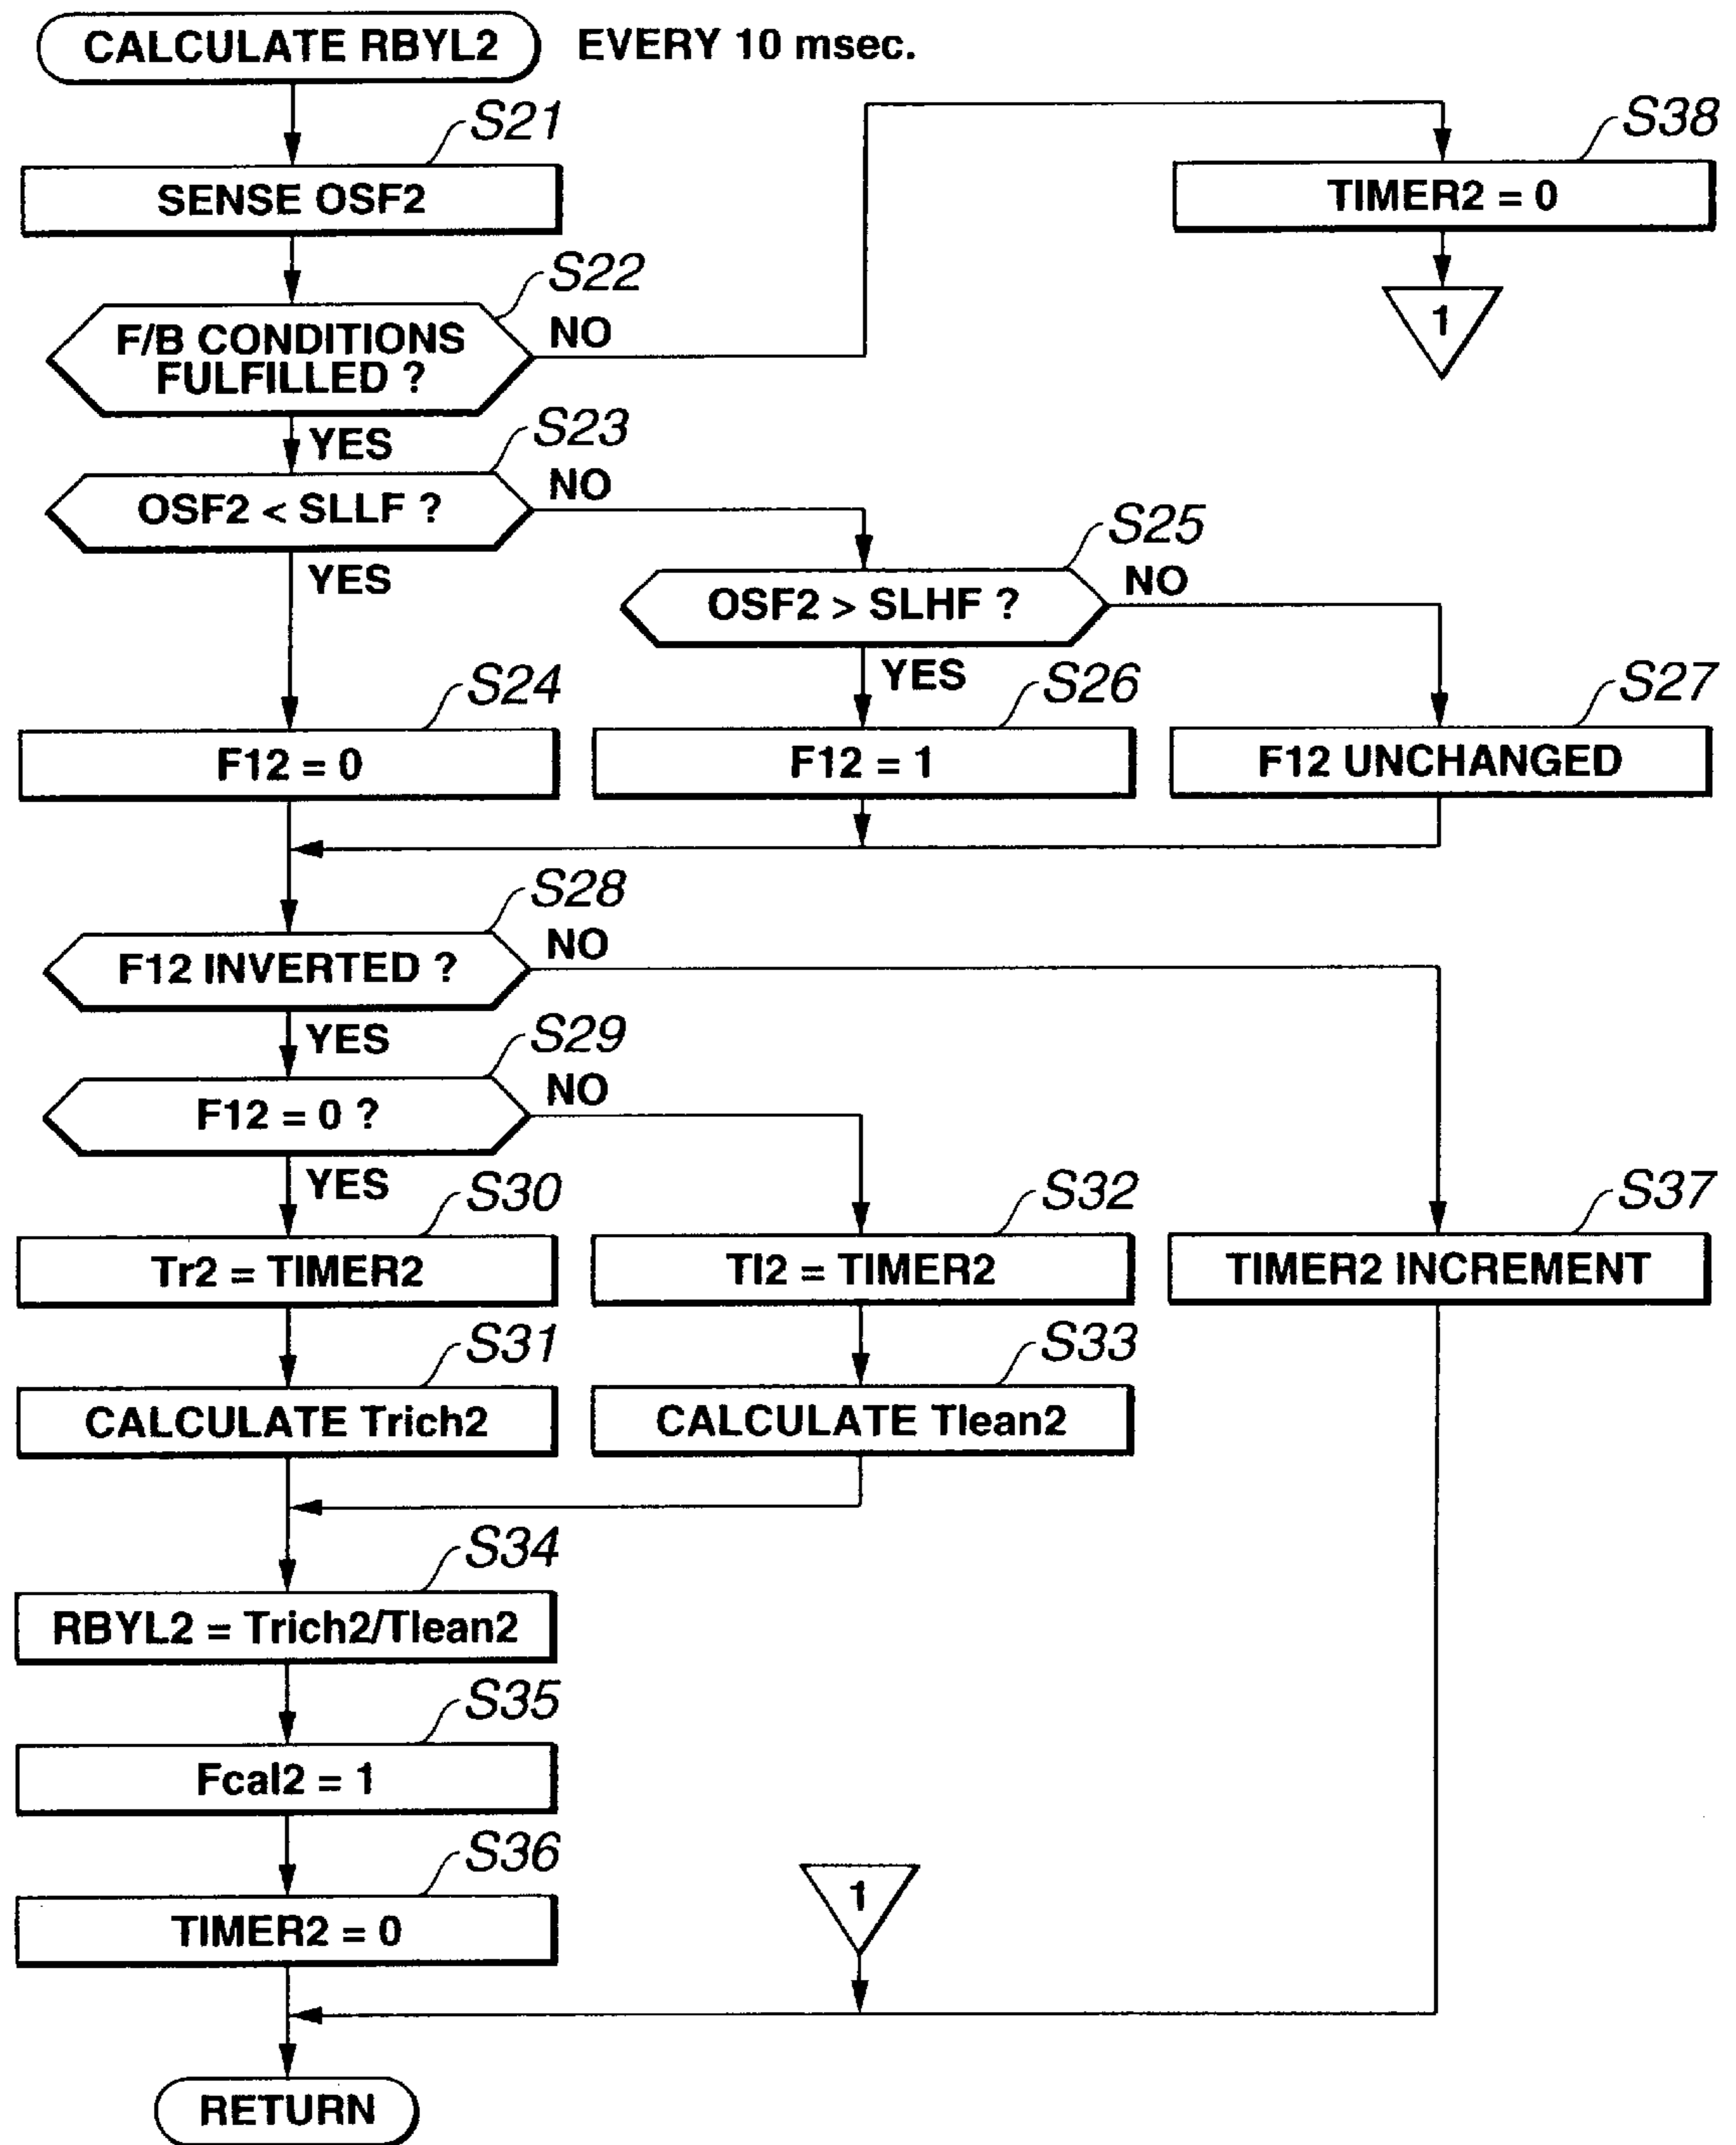 CALCULATE RBYL2
EVERY 10 msec.
S21
SENSE OSF2
S38
TIMER2 = 0
1
S22
F/B CONDITIONS
FULFILLED ?
NO
YES
S23
OSF2 < SLLF ?
NO
YES
S25
OSF2 > SLHF ?
NO
YES
S24
F12 = 0
S26
F12 = 1
S27
F12 UNCHANGED
S28
F12 INVERTED ?
NO
YES
S29
F12 = 0 ?
NO
YES
S30
Tr2 = TIMER2
S32
Tl2 = TIMER2
S37
TIMER2 INCREMENT
S31
CALCULATE Trich2
S33
CALCULATE Tlean2
S34
RBYL2 = Trich2/Tlean2
S35
Fcal2 = 1
S36
TIMER2 = 0
1
RETURN